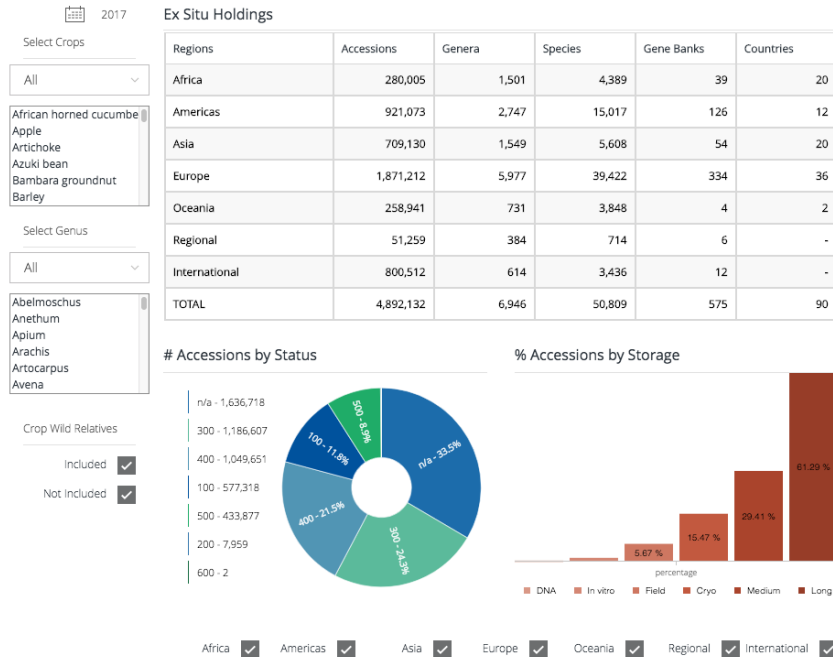 2017
Select Crops
All
African horned cucumbe
Apple
Artichoke
Azuki bean
Bambara groundnut
Barley
Select Genus
All
Abelmoschus
Anethum
Apium
Arachis
Artocarpus
Avena
Crop Wild Relatives
Included
Not Included
Ex Situ Holdings
Regions Accessions Genera Species Gene Banks Countries
Africa 280,005 1,501 4,389 39 20
Americas 921,073 2,747 15,017 126 12
Asia 709,130 1,549 5,608 54 20
Europe 1,871,212 5,977 39,422 334 36
Oceania 258,941 731 3,848 4 2
Regional 51,259 384 714 6 -
International 800,512 614 3,436 12 -
TOTAL 4,892,132 6,946 50,809 575 90
# Accessions by Status
n/a - 1,636,718
300 - 1,186,607
400 - 1,049,651
100 - 577,318
500 - 433,877
200 - 7,959
600 - 2
n/a - 33.5%
300 - 24.3%
400 - 21.5%
100 - 11.8%
500 - 8.9%
% Accessions by Storage
5.67 %
15.47 %
29.41 %
61.29 %
percentage
DNA In vitro Field Cryo Medium Long
Africa Americas Asia Europe Oceania Regional International